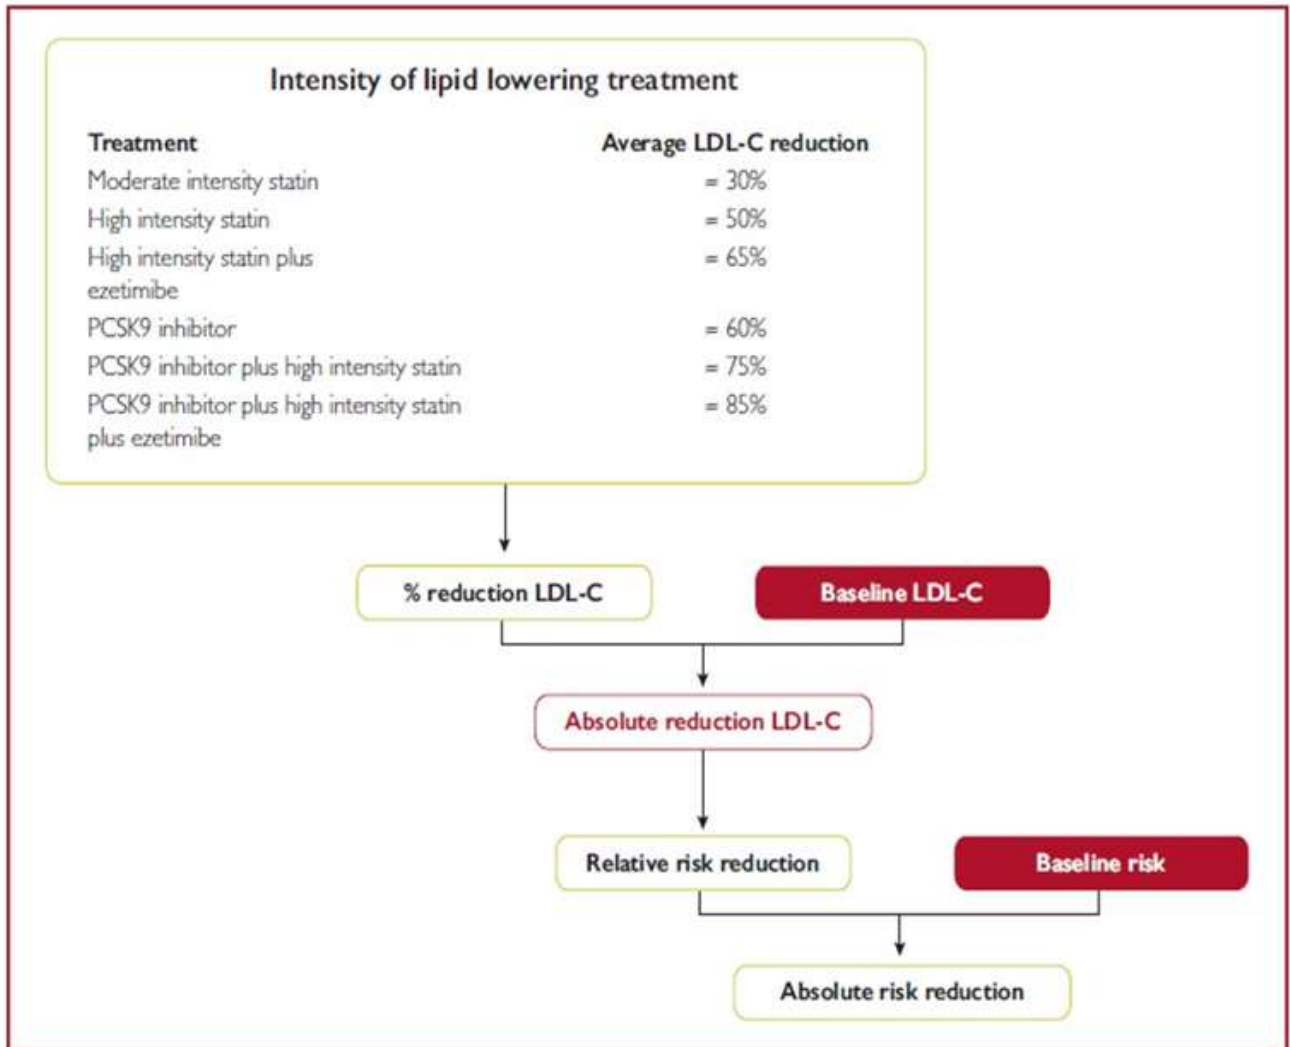 Intensity of lipid lowering treatment
Treatment Average LDL-C reduction
Moderate intensity statin = 30%
High intensity statin = 50%
High intensity statin plus = 65%
ezetimibe
PCSK9 inhibitor = 60%
PCSK9 inhibitor plus high intensity statin = 75%
PCSK9 inhibitor plus high intensity statin = 85%
plus ezetimibe
% reduction LDL-C Baseline LDL-C
Absolute reduction LDL-C
Relative risk reduction Baseline risk
Absolute risk reduction